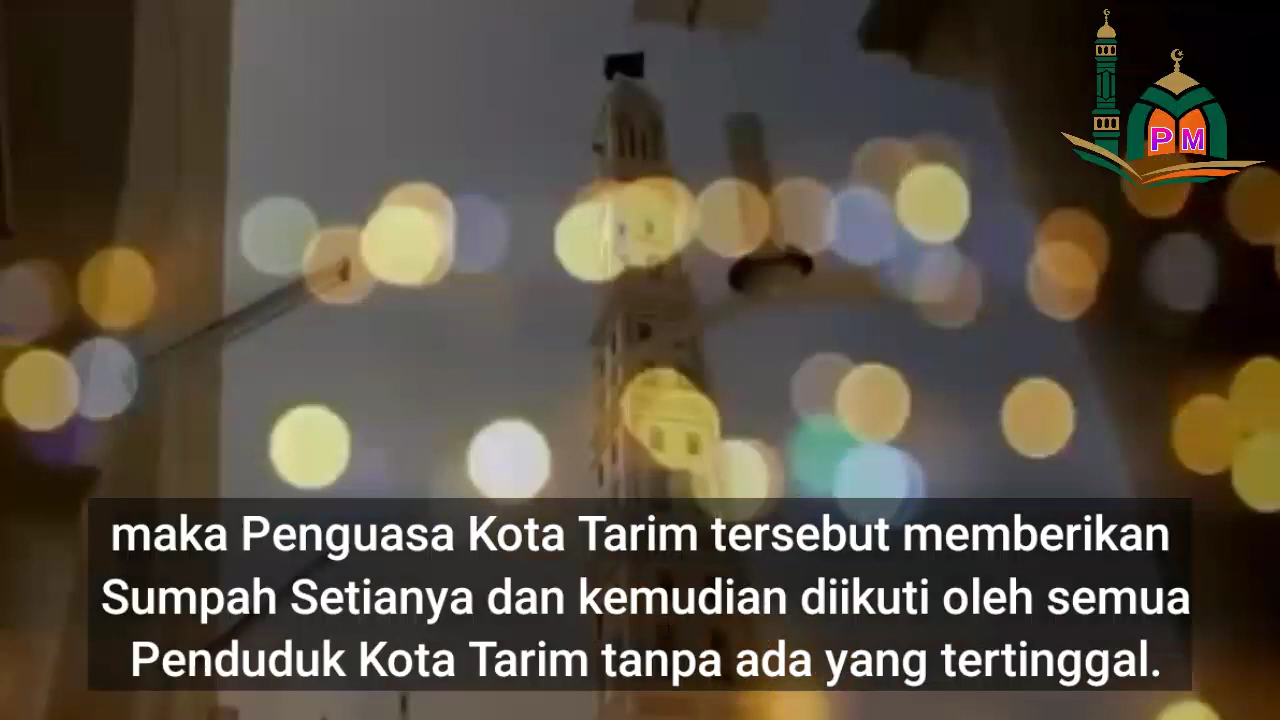 PM
maka Penguasa Kota Tarim tersebut memberikan
Sumpah Setianya dan kemudian diikuti oleh semua
Penduduk Kota Tarim tanpa ada yang tertinggal.